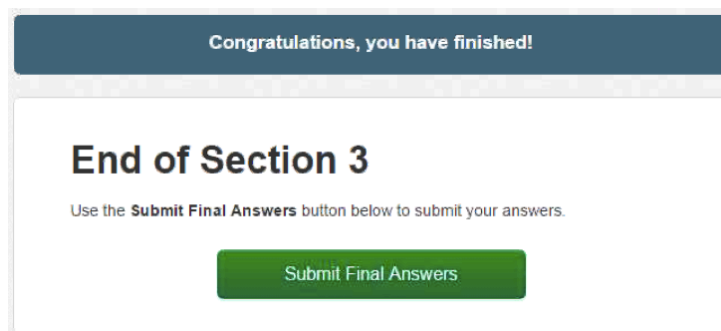 Congratulations, you have finished!
End of Section 3
Use the Submit Final Answers button below to submit your answers.
Submit Final Answers